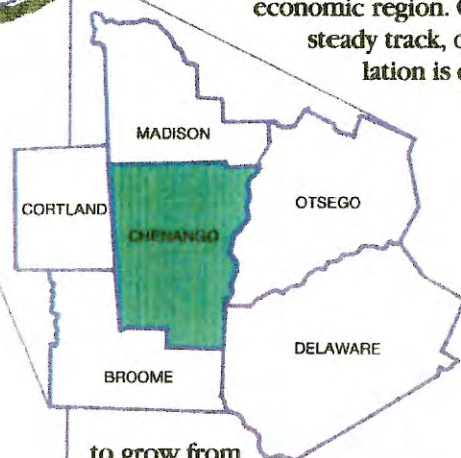 economic region. 
steady track, 
lation is
MADISON
CORTLAND
CHENANGO
OTSEGO
DELAWARE
BROOME
to grow from